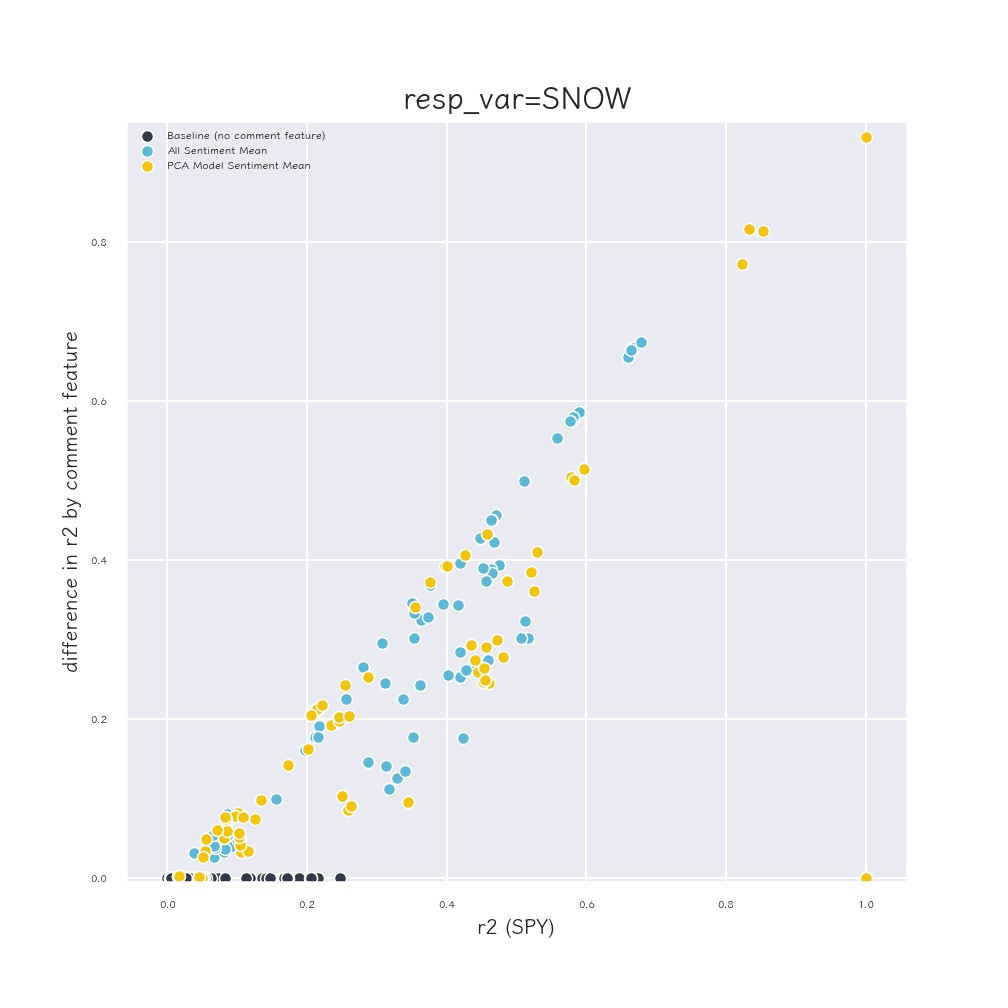 resp_var=SNOW
Baseline (no comment feature)
All Sentiment Mean
PCA Model Sentiment Mean
difference in r2 by comment feature
0.8
0.6
0.4
0.2
0.0
0.0 0.2 0.4 0.6 0.8 1.0
r2 (SPY)